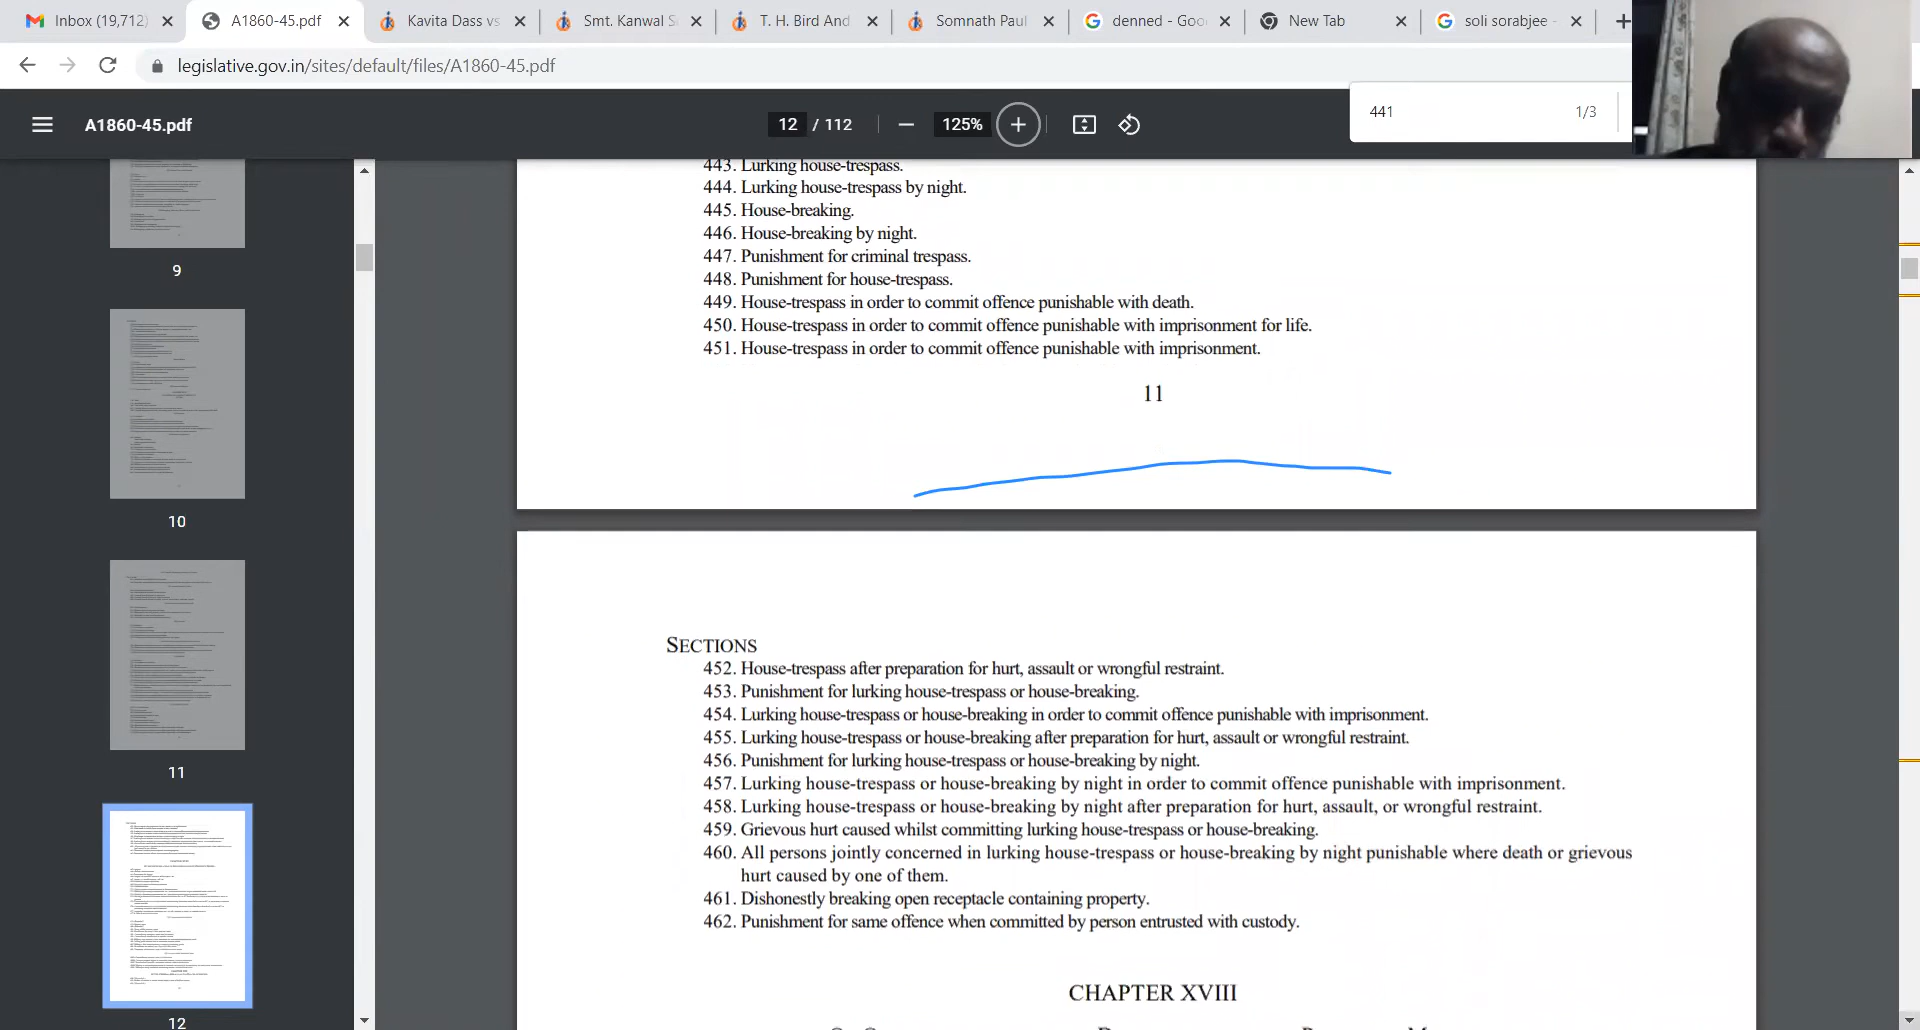 Inbox (19,712)
A1860-45.pdf
Kavita Dass vs
Smt. Kanwal S
T. H. Bird And
Somnath Paul
denned - Goo
New Tab
soli sorabjee -
legislative.gov.in/sites/default/files/A1860-45.pdf
A1860-45.pdf
12 / 112
125%
441
1/3
9
10
11
12
443. Lurking house-trespass.
444. Lurking house-trespass by night.
445. House-breaking.
446. House-breaking by night.
447. Punishment for criminal trespass.
448. Punishment for house-trespass.
449. House-trespass in order to commit offence punishable with death.
450. House-trespass in order to commit offence punishable with imprisonment for life.
451. House-trespass in order to commit offence punishable with imprisonment.
11
SECTIONS
452. House-trespass after preparation for hurt, assault or wrongful restraint.
453. Punishment for lurking house-trespass or house-breaking.
454. Lurking house-trespass or house-breaking in order to commit offence punishable with imprisonment.
455. Lurking house-trespass or house-breaking after preparation for hurt, assault or wrongful restraint.
456. Punishment for lurking house-trespass or house-breaking by night.
457. Lurking house-trespass or house-breaking by night in order to commit offence punishable with imprisonment.
458. Lurking house-trespass or house-breaking by night after preparation for hurt, assault, or wrongful restraint.
459. Grievous hurt caused whilst committing lurking house-trespass or house-breaking.
460. All persons jointly concerned in lurking house-trespass or house-breaking by night punishable where death or grievous
hurt caused by one of them.
461. Dishonestly breaking open receptacle containing property.
462. Punishment for same offence when committed by person entrusted with custody.
CHAPTER XVIII